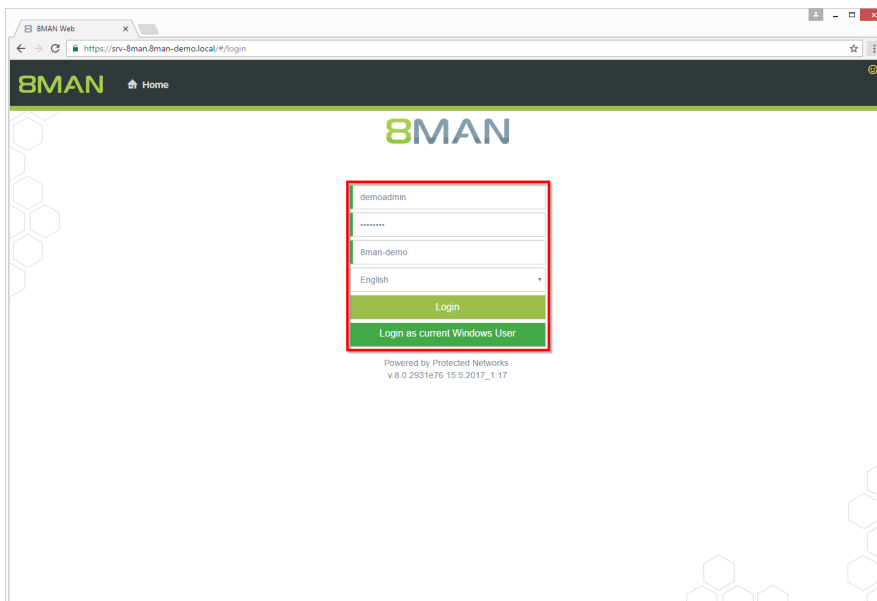 8MAN Web
https://srv-8man.8man-demo.local/#/login
8MAN Home
8MAN
demoadmin
--------
8man-demo
English
Login
Login as current Windows User
Powered by Protected Networks
v 8.0 2931e76 15.5.2017_1:17